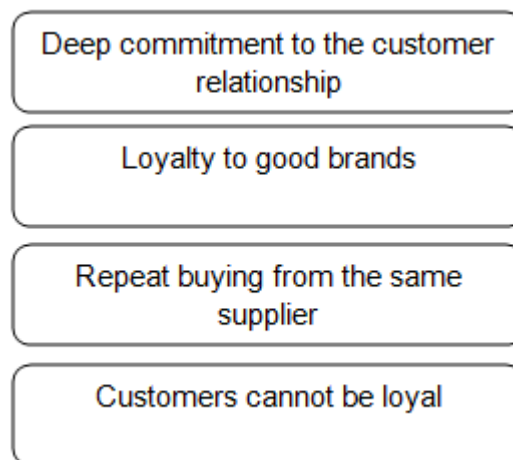 Deep commitment to the customer
relationship
Loyalty to good brands
Repeat buying from the same
supplier
Customers cannot be loyal